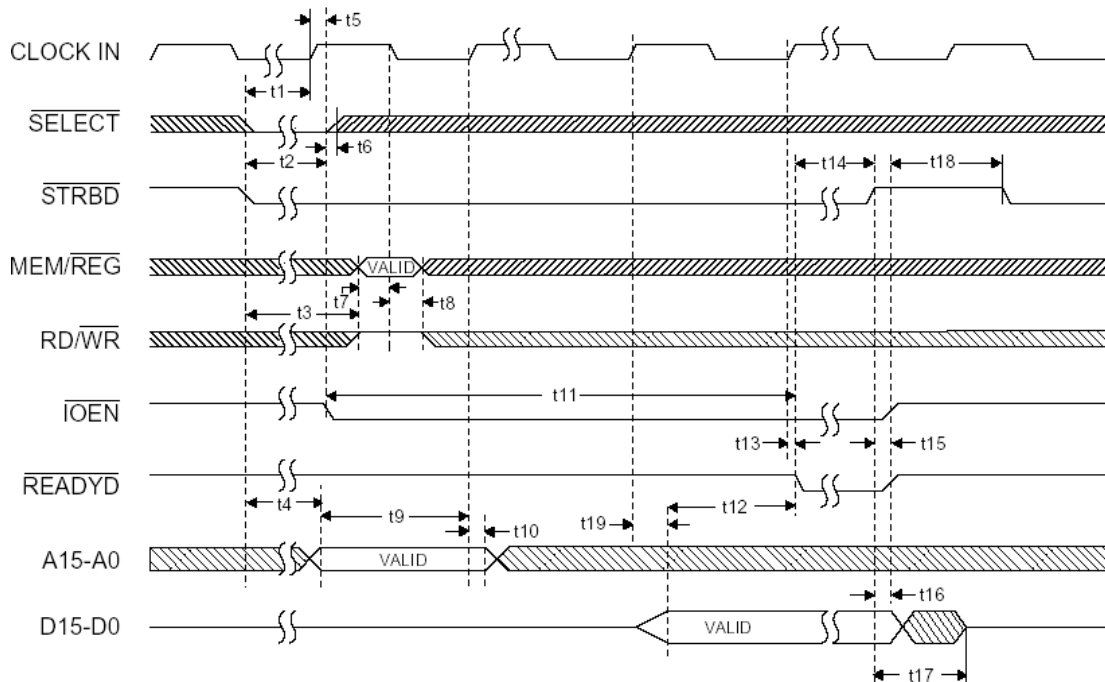 t5
CLOCK IN
t1
SELECT
t6
t2
t14
t18
STRBD
MEM/REG
VALID
t7
t8
t3
RD/WR
t11
IOEN
t13
t15
READYD
t4
t9
t12
t19
t10
A15-A0
VALID
t16
D15-D0
VALID
t17